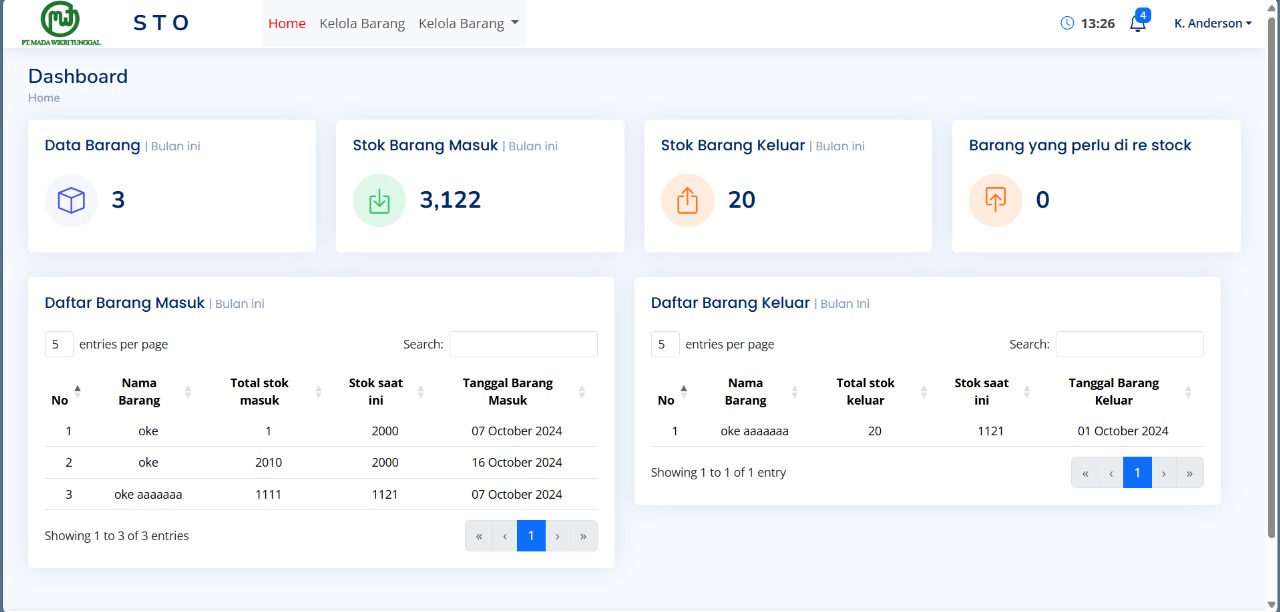 PT. MADA WIKRI TUNGGAL
STO
Home Kelola Barang Kelola Barang
13:26
4
K. Anderson
Dashboard
Home
Data Barang | Bulan ini
3
Stok Barang Masuk | Bulan ini
3,122
Stok Barang Keluar | Bulan ini
20
Barang yang perlu di re stock
0
Daftar Barang Masuk | Bulan ini
5 entries per page Search:
No Nama Barang Total stok masuk Stok saat ini Tanggal Barang Masuk
1 oke 1 2000 07 October 2024
2 oke 2010 2000 16 October 2024
3 oke aaaaaaa 1111 1121 07 October 2024
Showing 1 to 3 of 3 entries
« ‹ 1 › »
Daftar Barang Keluar | Bulan Ini
5 entries per page Search:
No Nama Barang Total stok keluar Stok saat ini Tanggal Barang Keluar
1 oke aaaaaaa 20 1121 01 October 2024
Showing 1 to 1 of 1 entry
« ‹ 1 › »